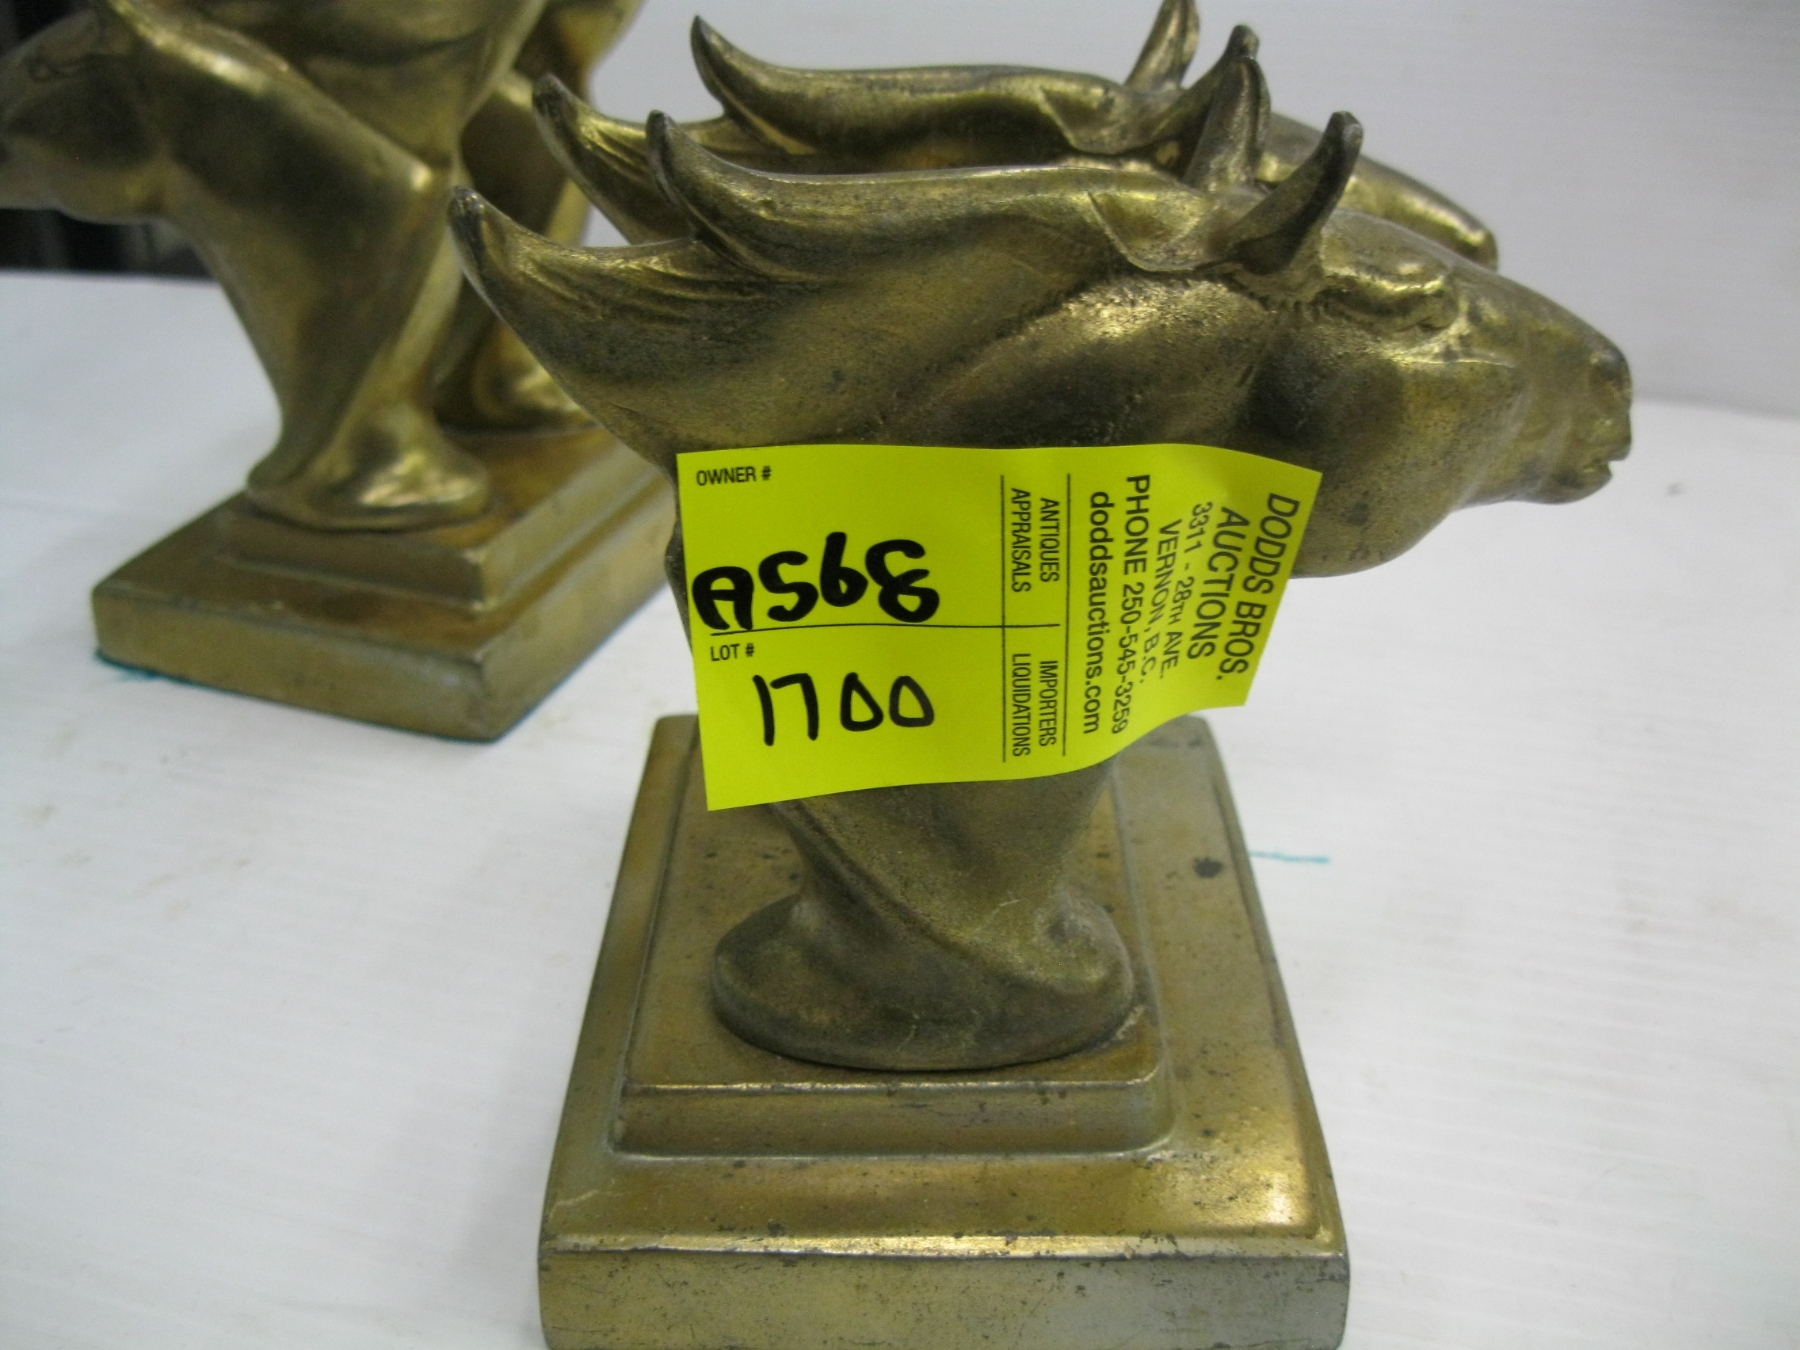 OWNER #
A5698
LOT #
1700
ANTIQUES
APPRAISALS
IMPORTERS
LIQUIDATIONS
DODDS BROS.
AUCTIONS
3311 - 28TH AVE.
VERNON, B.C.
PHONE 250-545-3259
doddsauctions.com